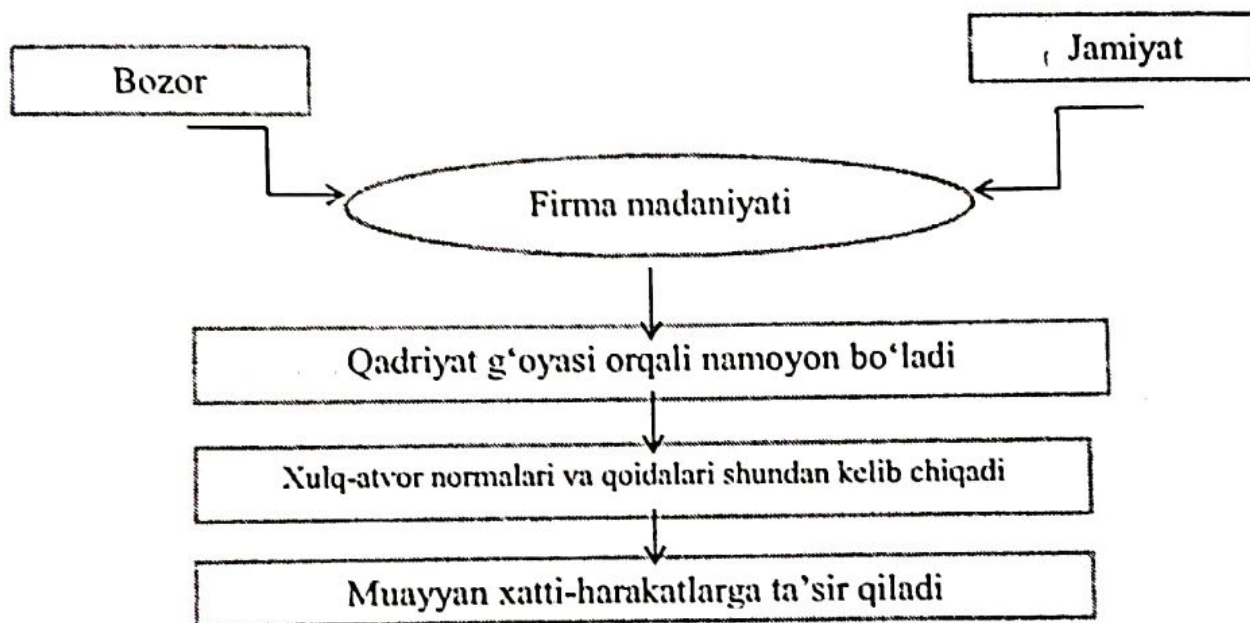 Bozor
Jamiyat
Firma madaniyati
Qadriyat g‘oyasi orqali namoyon bo‘ladi
Xulq-atvor normalari va qoidalari shundan kelib chiqadi
Muayyan xatti-harakatlarga ta’sir qiladi